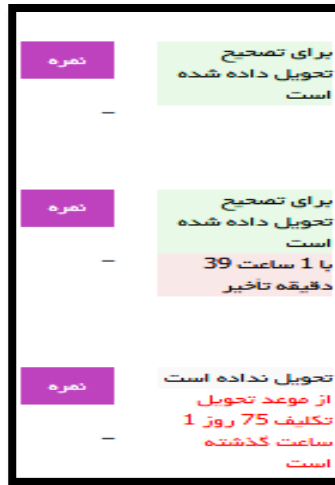 برای تصحیح
تحویل داده شده
است
نمره
–
برای تصحیح
تحویل داده شده
است
با 1 ساعت 39
دقیقه تأخیر
نمره
–
تحویل نداده است
از موعد تحویل
تکلیف 75 روز 1
ساعت گذشته
است
نمره
–